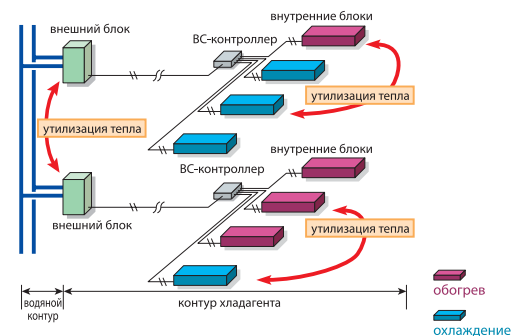 внешний блок
внутренние блоки
BC-контроллер
утилизация тепла
утилизация тепла
внутренние блоки
BC-контроллер
утилизация тепла
внешний блок
водяной
контур
контур хладагента
обогрев
охлаждение